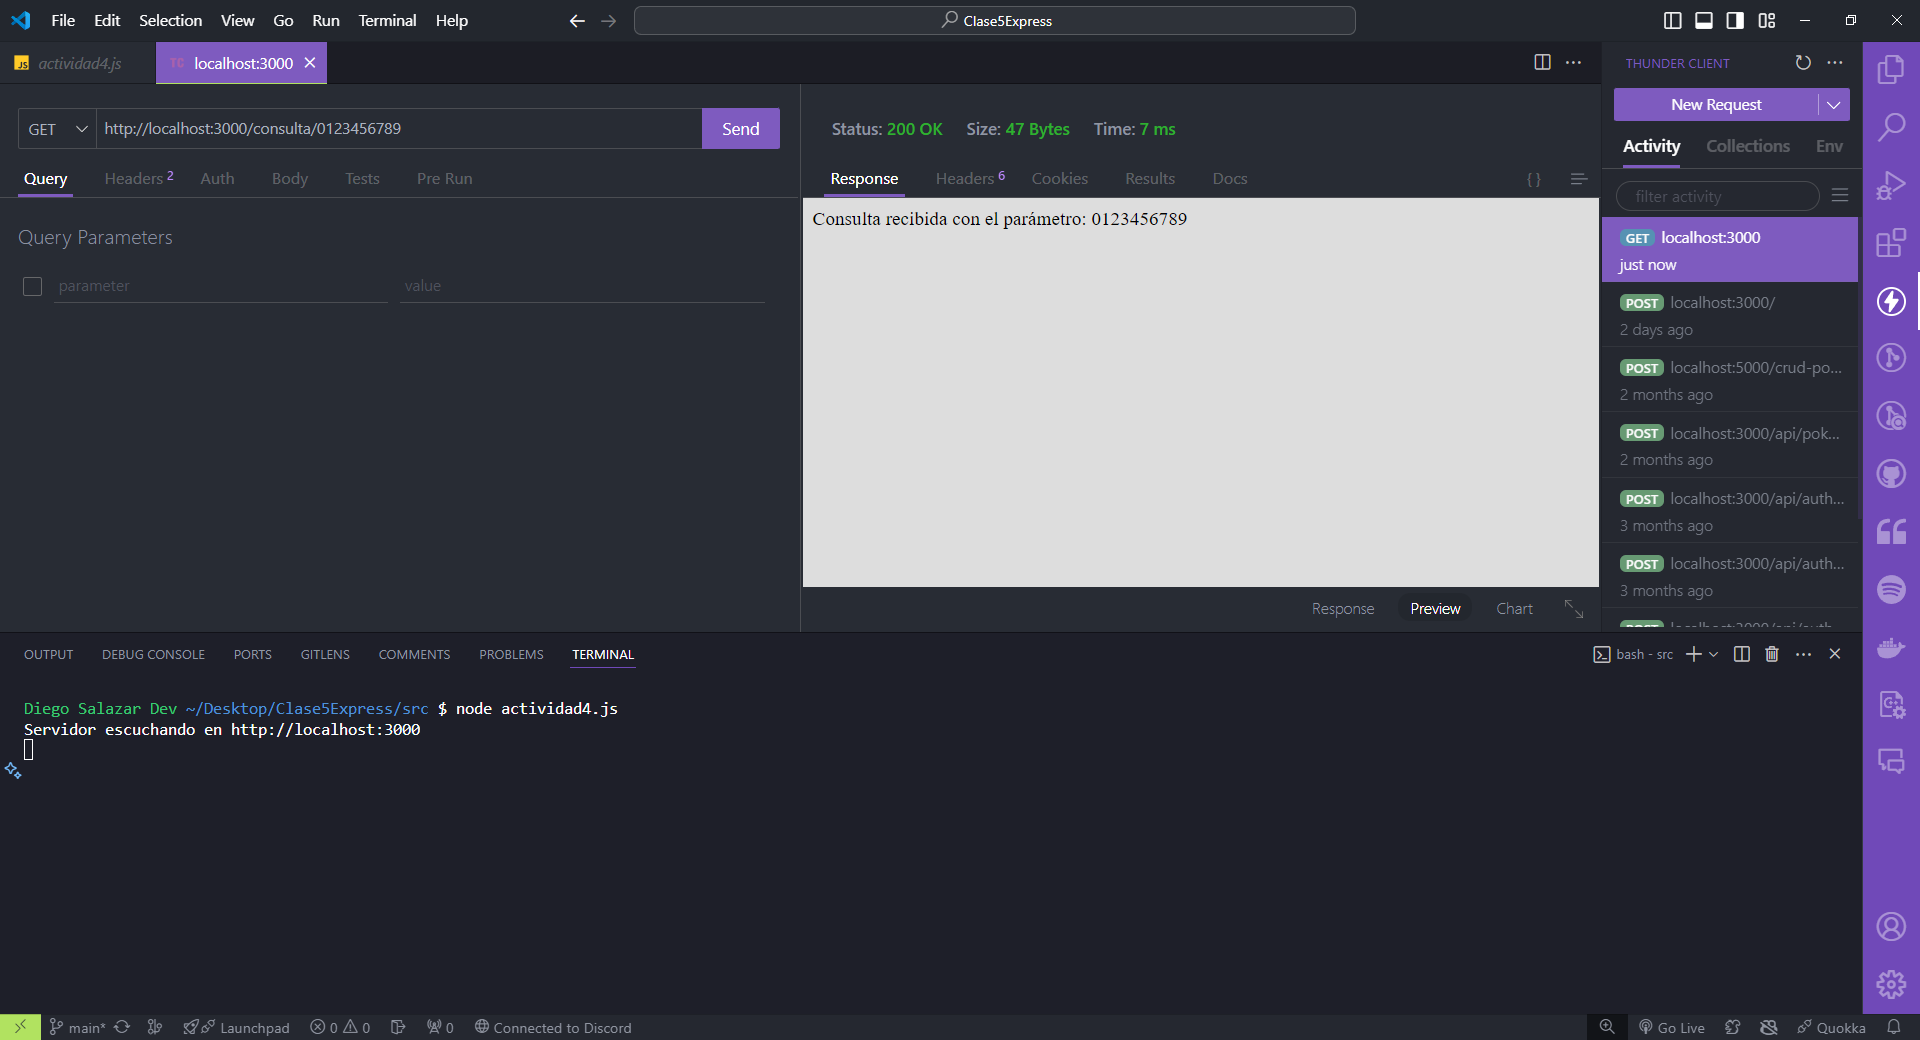 File Edit Selection View Go Run Terminal Help
Clase5Express
JS actividad4.js
TC localhost:3000
THUNDER CLIENT
GET http://localhost:3000/consulta/0123456789 Send
Query Headers 2 Auth Body Tests Pre Run
Query Parameters
parameter value
Status: 200 OK Size: 47 Bytes Time: 7 ms
Response Headers 6 Cookies Results Docs
{ }
Consulta recibida con el parámetro: 0123456789
Response Preview Chart
New Request
Activity Collections Env
filter activity
GET localhost:3000
just now
POST localhost:3000/
2 days ago
POST localhost:5000/crud-po...
2 months ago
POST localhost:3000/api/pok...
2 months ago
POST localhost:3000/api/auth...
3 months ago
POST localhost:3000/api/auth...
3 months ago
POST localhost:3000/api/auth...
OUTPUT DEBUG CONSOLE PORTS GITLENS COMMENTS PROBLEMS TERMINAL
bash - src
Diego Salazar Dev ~/Desktop/Clase5Express/src $ node actividad4.js
Servidor escuchando en http://localhost:3000
main* Launchpad 0 0 0 Connected to Discord
Go Live Quokka